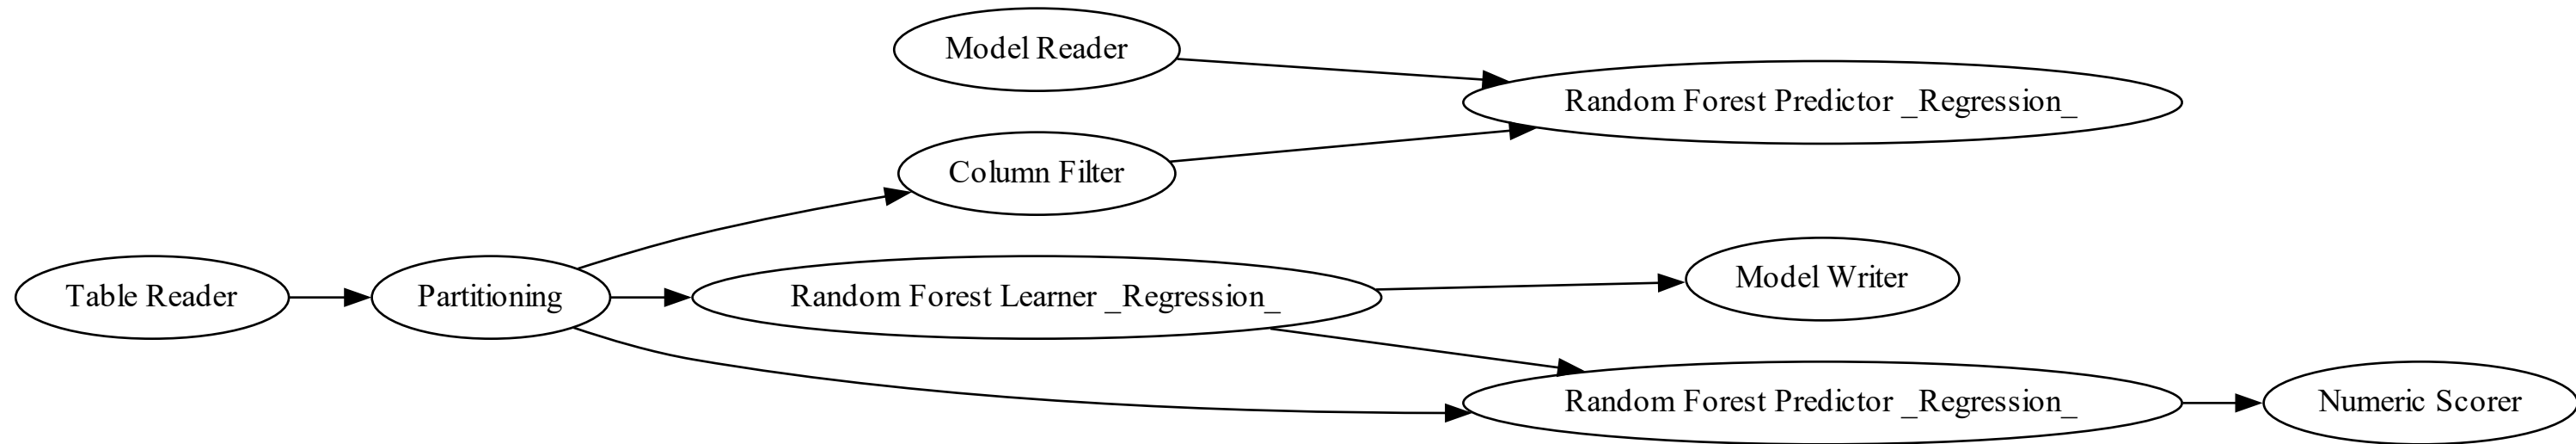 Model Reader
Random Forest Predictor _Regression_
Column Filter
Table Reader
Partitioning
Random Forest Learner _Regression_
Model Writer
Random Forest Predictor _Regression_
Numeric Scorer